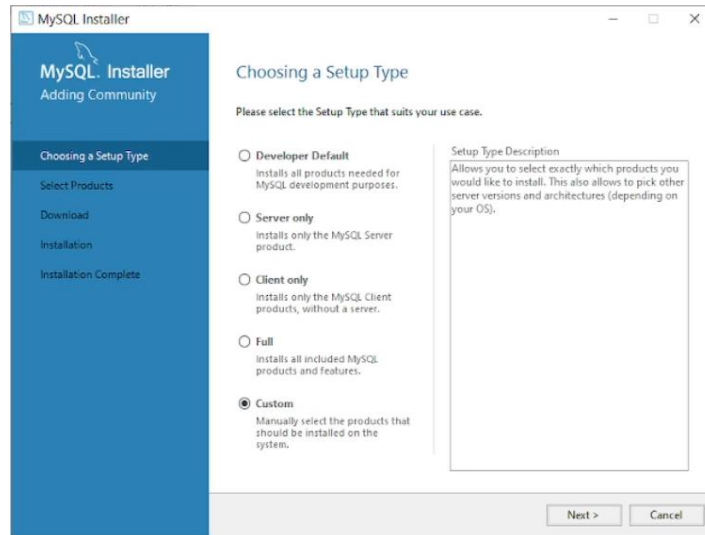 MySQL Installer
MySQL. Installer
Adding Community
Choosing a Setup Type
Select Products
Download
Installation
Installation Complete
Choosing a Setup Type
Please select the Setup Type that suits your use case.
Developer Default
Installs all products needed for
MySQL development purposes.
Server only
Installs only the MySQL Server
product.
Client only
Installs only the MySQL Client
products, without a server.
Full
Installs all included MySQL
products and features.
Custom
Manually select the products that
should be installed on the
system.
Setup Type Description
Allows you to select exactly which products you
would like to install. This also allows to pick other
server versions and architectures (depending on
your OS).
Next >
Cancel